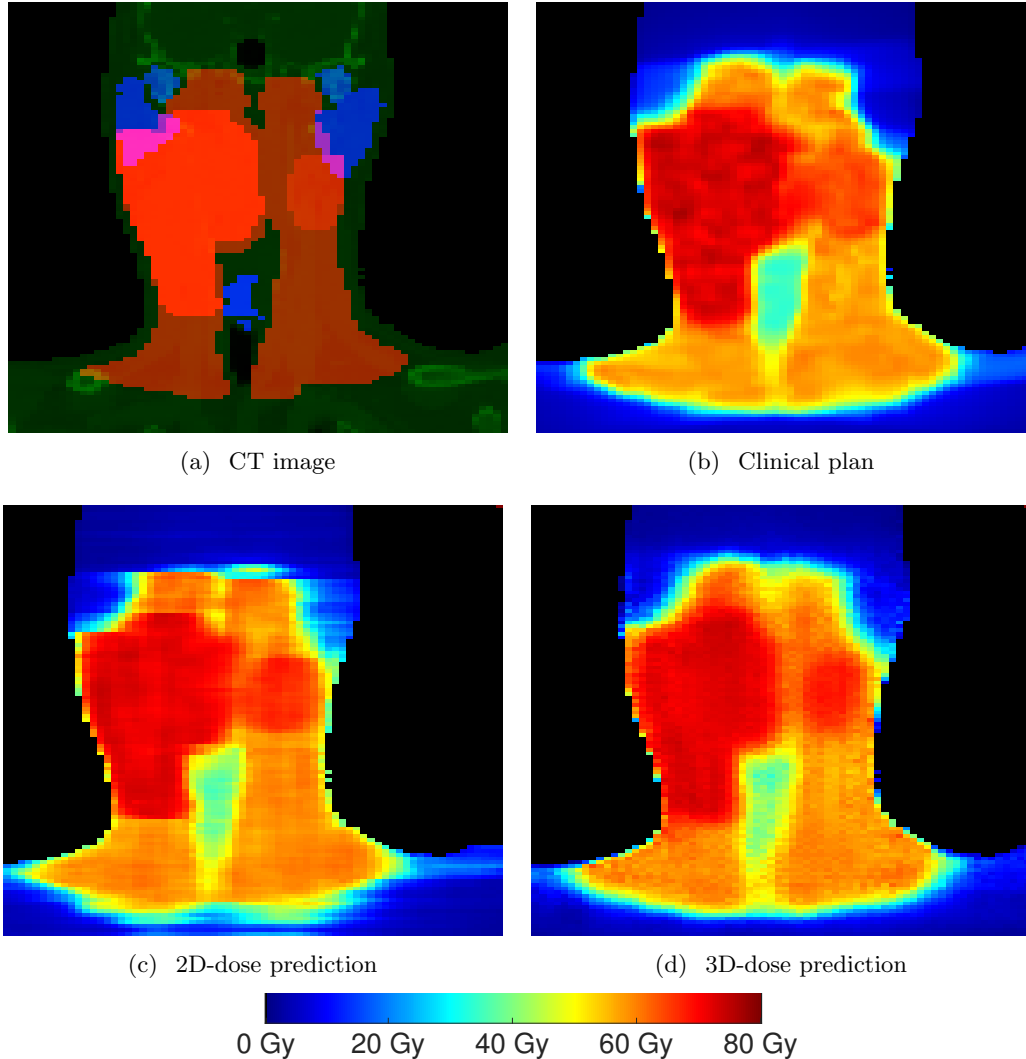 (a) CT image
(b) Clinical plan
(c) 2D-dose prediction
(d) 3D-dose prediction
0 Gy 20 Gy 40 Gy 60 Gy 80 Gy